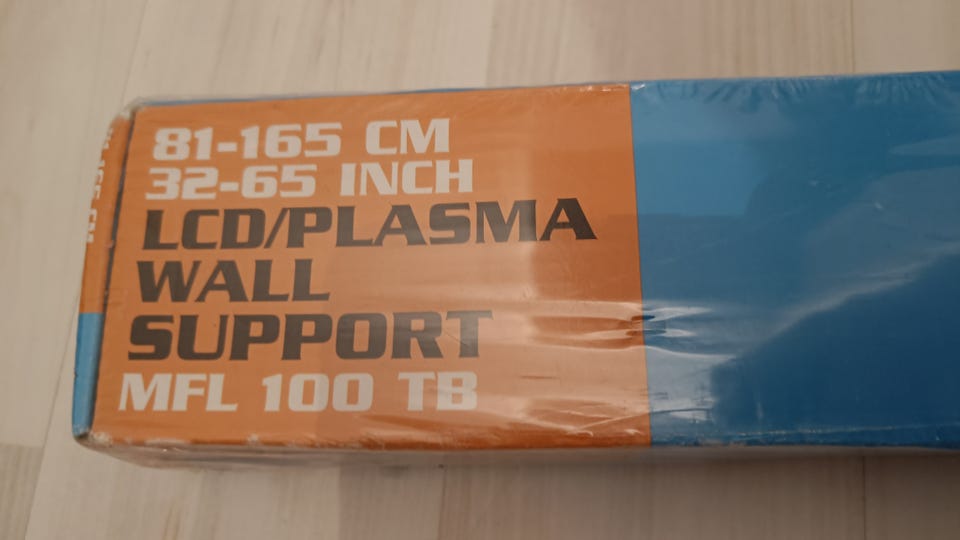 81-165 CM
32-65 INCH
LCD/PLASMA
WALL
SUPPORT
MFL 100 TB